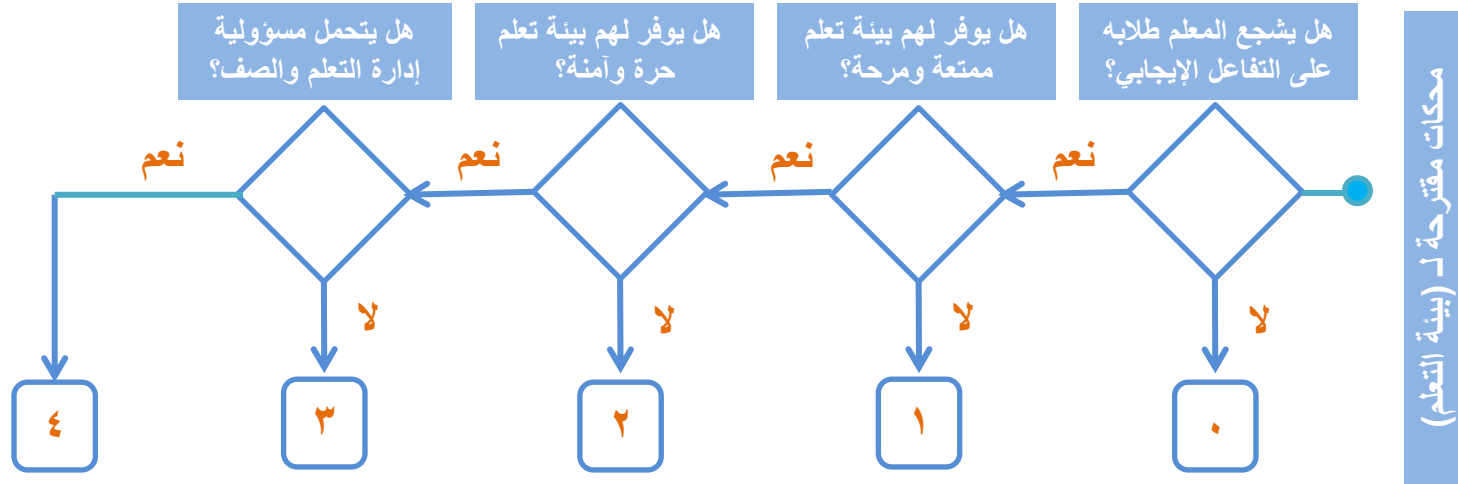 محكات مقترحة لـ (بيئة التعلم)
هل يشجع المعلم طلابه
على التفاعل الإيجابي؟
هل يوفر لهم بيئة تعلم
ممتعة ومرحة؟
هل يوفر لهم بيئة تعلم
حرة وآمنة؟
هل يتحمل مسؤولية
إدارة التعلم والصف؟
نعم
نعم
نعم
نعم
لا
لا
لا
لا
٠
١
٢
٣
٤